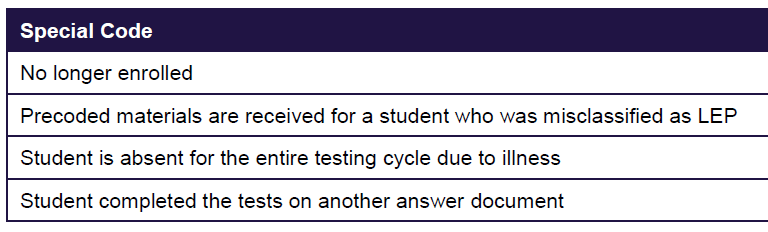 Special Code
No longer enrolled
Precoded materials are received for a student who was misclassified as LEP
Student is absent for the entire testing cycle due to illness
Student completed the tests on another answer document